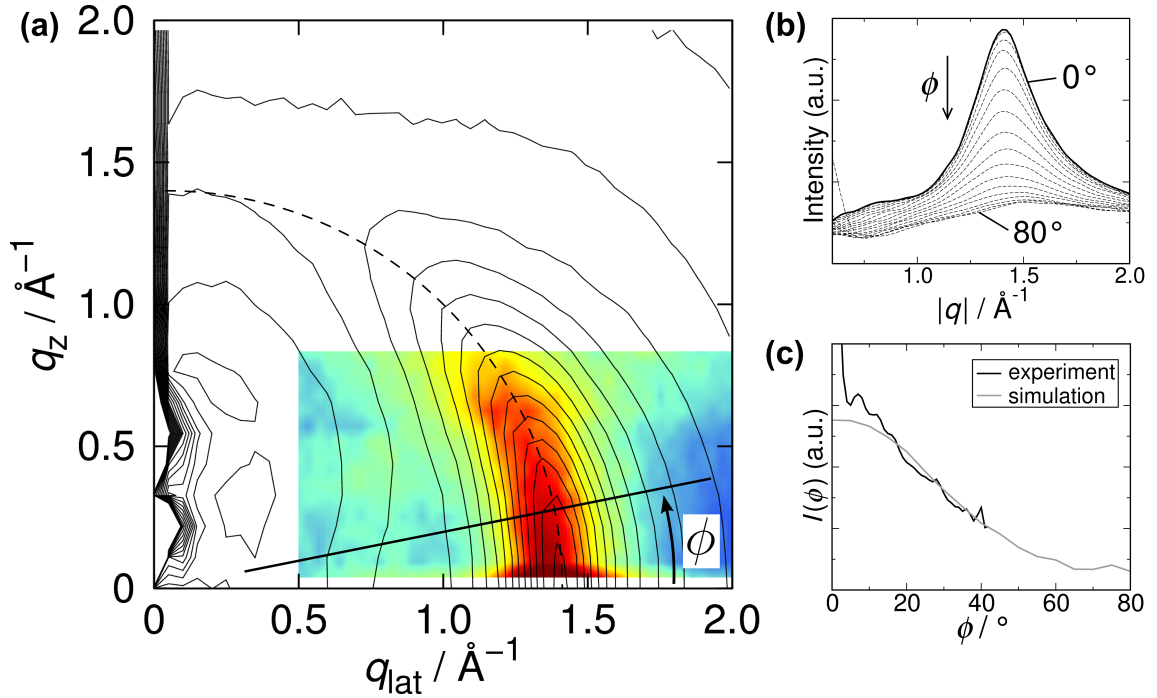 (a)
2.0
1.5
1.0
0.5
0
q_z / Å⁻¹
0 0.5 1.0 1.5 2.0
q_lat / Å⁻¹
ϕ
(b)
Intensity (a.u.)
ϕ
0°
80°
1.0 1.5 2.0
|q| / Å⁻¹
(c)
I(ϕ) (a.u.)
experiment
simulation
0 20 40 60 80
ϕ / °